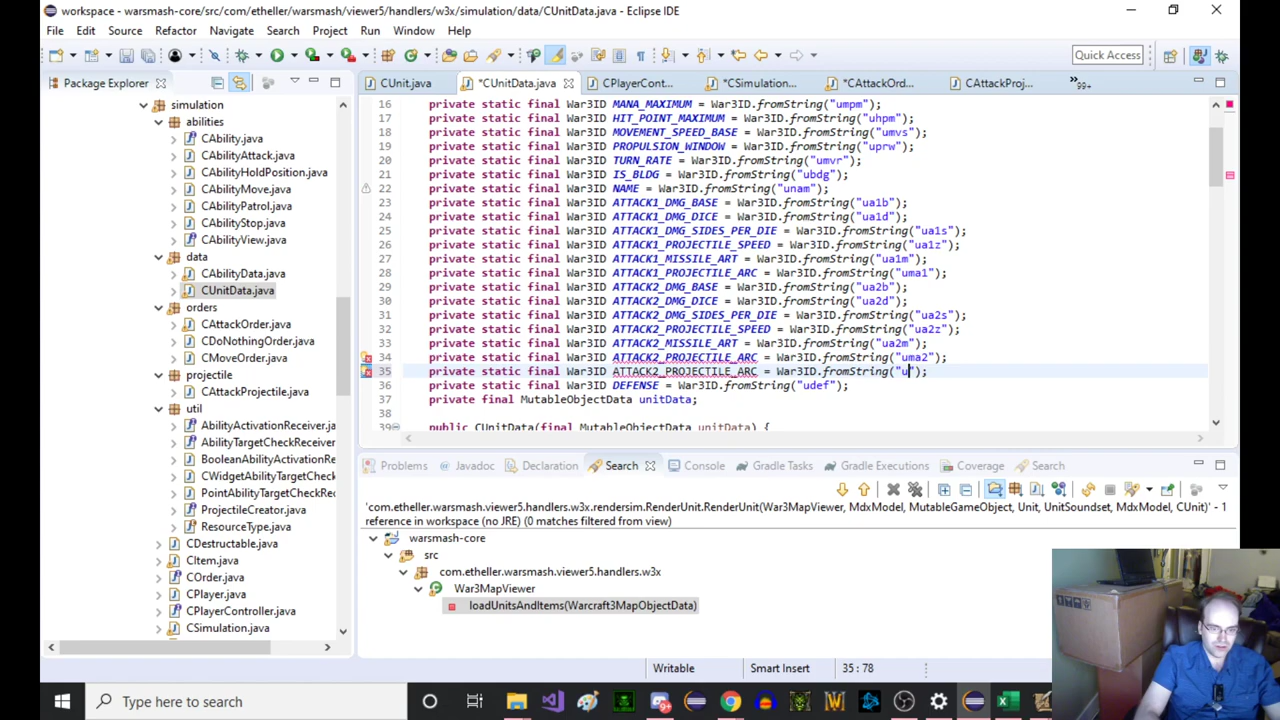 workspace - warsmash-core/src/com/etheller/warsmash/viewer5/handlers/w3x/simulation/data/CUnitData.java - Eclipse IDE
File Edit Source Refactor Navigate Search Project Run Window Help
Quick Access
Package Explorer
CUnit.java *CUnitData.java CPlayerCont... *CSimulation... *CAttackOrd... CAttackProj... »99+
simulation
abilities
CAbility.java
CAbilityAttack.java
CAbilityHoldPosition.java
CAbilityMove.java
CAbilityPatrol.java
CAbilityStop.java
CAbilityView.java
data
CAbilityData.java
CUnitData.java
orders
CAttackOrder.java
CDoNothingOrder.java
CMoveOrder.java
projectile
CAttackProjectile.java
util
AbilityActivationReceiver.ja
AbilityTargetCheckReceiver
BooleanAbilityActivationRe
CWidgetAbilityTargetCheck
PointAbilityTargetCheckRec
ProjectileCreator.java
ResourceType.java
CDestructable.java
CItem.java
COrder.java
CPlayer.java
CPlayerController.java
CSimulation.java
16 private static final War3ID MANA_MAXIMUM = War3ID.fromString("umpm");
17 private static final War3ID HIT_POINT_MAXIMUM = War3ID.fromString("uhpm");
18 private static final War3ID MOVEMENT_SPEED_BASE = War3ID.fromString("umvs");
19 private static final War3ID PROPULSION_WINDOW = War3ID.fromString("uprw");
20 private static final War3ID TURN_RATE = War3ID.fromString("umvr");
21 private static final War3ID IS_BLDG = War3ID.fromString("ubdg");
22 private static final War3ID NAME = War3ID.fromString("unam");
23 private static final War3ID ATTACK1_DMG_BASE = War3ID.fromString("ua1b");
24 private static final War3ID ATTACK1_DMG_DICE = War3ID.fromString("ua1d");
25 private static final War3ID ATTACK1_DMG_SIDES_PER_DIE = War3ID.fromString("ua1s");
26 private static final War3ID ATTACK1_PROJECTILE_SPEED = War3ID.fromString("ua1z");
27 private static final War3ID ATTACK1_MISSILE_ART = War3ID.fromString("ua1m");
28 private static final War3ID ATTACK1_PROJECTILE_ARC = War3ID.fromString("uma1");
29 private static final War3ID ATTACK2_DMG_BASE = War3ID.fromString("ua2b");
30 private static final War3ID ATTACK2_DMG_DICE = War3ID.fromString("ua2d");
31 private static final War3ID ATTACK2_DMG_SIDES_PER_DIE = War3ID.fromString("ua2s");
32 private static final War3ID ATTACK2_PROJECTILE_SPEED = War3ID.fromString("ua2z");
33 private static final War3ID ATTACK2_MISSILE_ART = War3ID.fromString("ua2m");
34 private static final War3ID ATTACK2_PROJECTILE_ARC = War3ID.fromString("uma2");
35 private static final War3ID ATTACK2_PROJECTILE_ARC = War3ID.fromString("u");
36 private static final War3ID DEFENSE = War3ID.fromString("udef");
37 private final MutableObjectData unitData;
38
39 public CUnitData(final MutableObjectData unitData) {
Problems Javadoc Declaration Search Console Gradle Tasks Gradle Executions Coverage Search
'com.etheller.warsmash.viewer5.handlers.w3x.rendersim.RenderUnit.RenderUnit(War3MapViewer, MdxModel, MutableGameObject, Unit, UnitSoundset, MdxModel, CUnit)' - 1
reference in workspace (no JRE) (0 matches filtered from view)
warsmash-core
src
com.etheller.warsmash.viewer5.handlers.w3x
War3MapViewer
loadUnitsAndItems(Warcraft3MapObjectData)
Writable Smart Insert 35 : 78
Type here to search